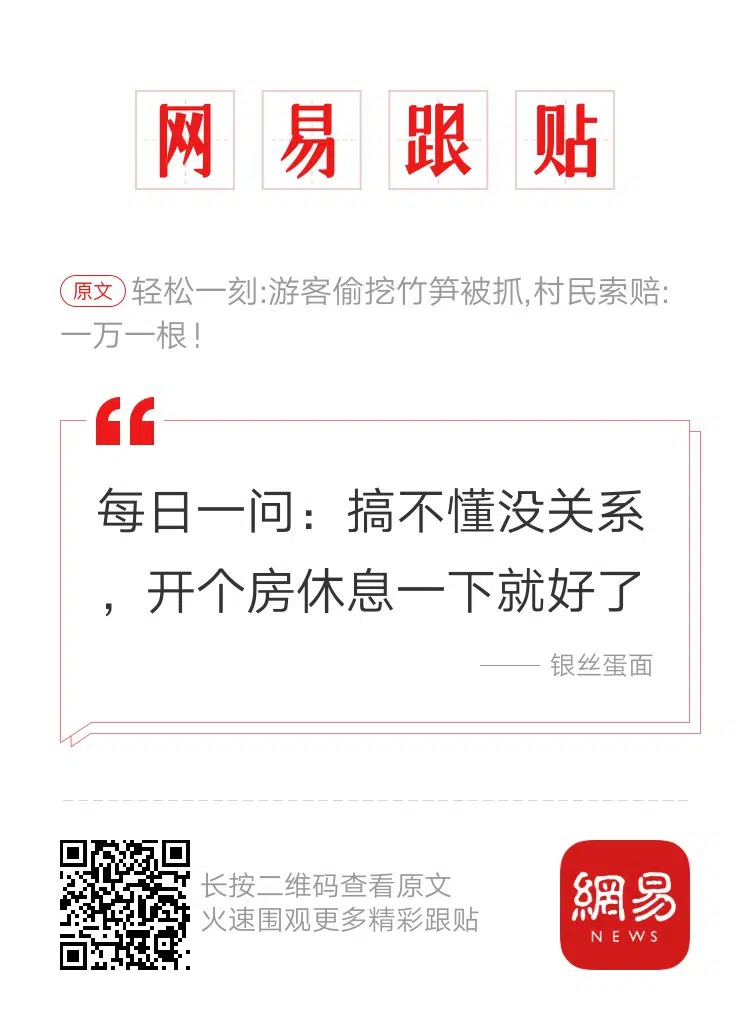 网易跟贴
原文 轻松一刻:游客偷挖竹笋被抓,村民索赔:
一万一根！
每日一问：搞不懂没关系
，开个房休息一下就好了
—— 银丝蛋面
长按二维码查看原文
火速围观更多精彩跟贴
網易
NEWS